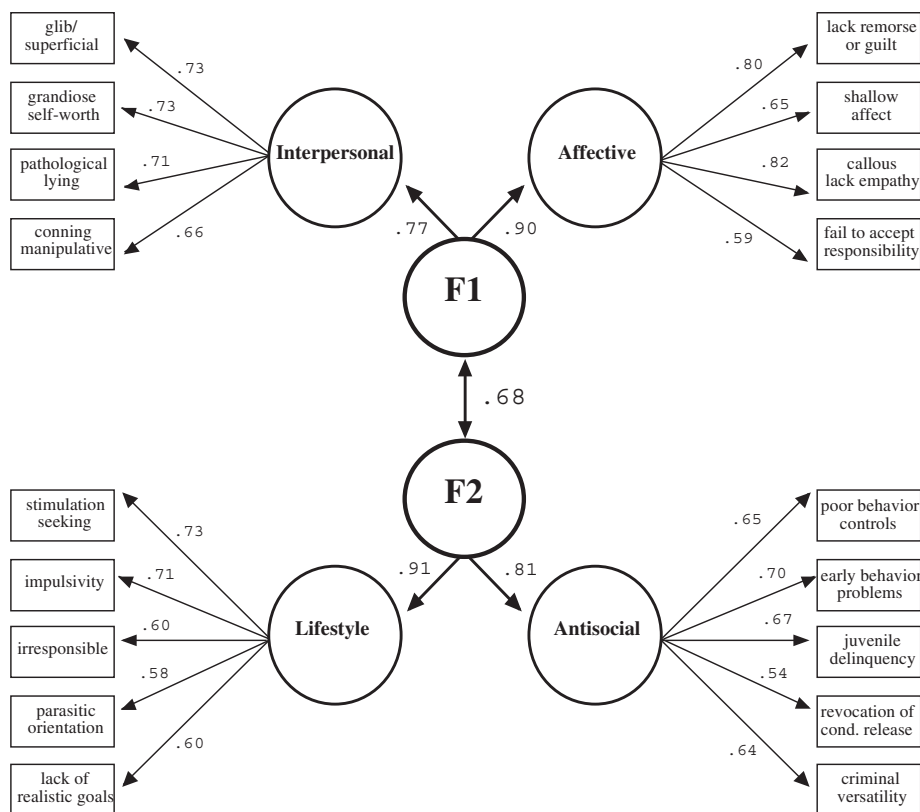 glib/
superficial
.73
grandiose
self-worth
.73
pathological
lying
.71
conning
manipulative
.66
Interpersonal
.77
lack remorse
or guilt
.80
shallow
affect
.65
callous
lack empathy
.82
fail to accept
responsibility
.59
Affective
.90
F1
.68
F2
stimulation
seeking
.73
impulsivity
.71
irresponsible
.60
parasitic
orientation
.58
lack of
realistic goals
.60
Lifestyle
.91
poor behavior
controls
.65
early behavior
problems
.70
juvenile
delinquency
.67
revocation of
cond. release
.54
criminal
versatility
.64
Antisocial
.81